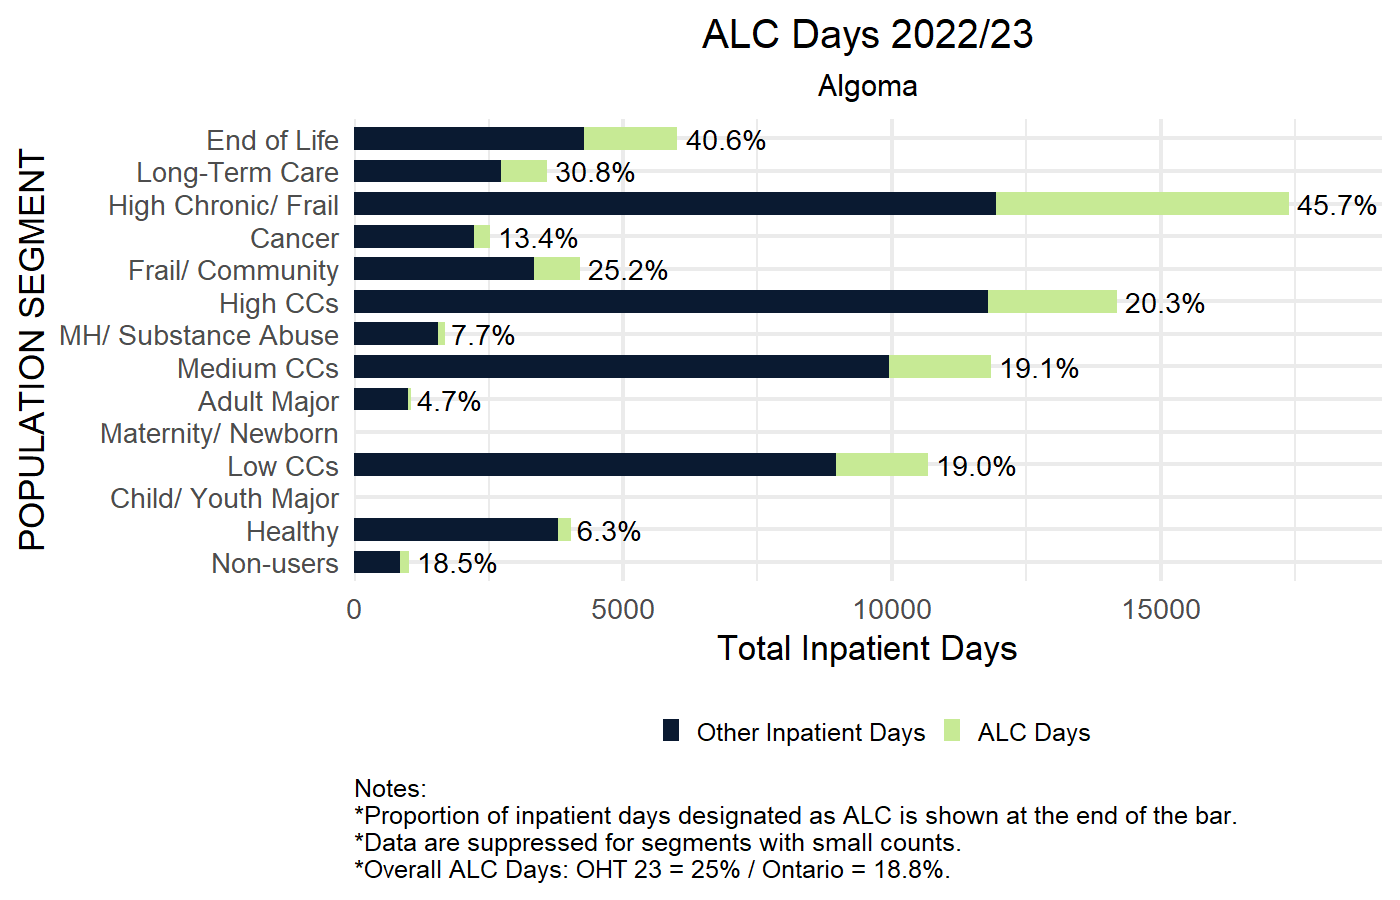 ALC Days 2022/23
Algoma
POPULATION SEGMENT
End of Life 40.6%
Long-Term Care 30.8%
High Chronic/ Frail 45.7%
Cancer 13.4%
Frail/ Community 25.2%
High CCs 20.3%
MH/ Substance Abuse 7.7%
Medium CCs 19.1%
Adult Major 4.7%
Maternity/ Newborn
Low CCs 19.0%
Child/ Youth Major
Healthy 6.3%
Non-users 18.5%
0 5000 10000 15000
Total Inpatient Days
Other Inpatient Days ALC Days
Notes:
*Proportion of inpatient days designated as ALC is shown at the end of the bar.
*Data are suppressed for segments with small counts.
*Overall ALC Days: OHT 23 = 25% / Ontario = 18.8%.